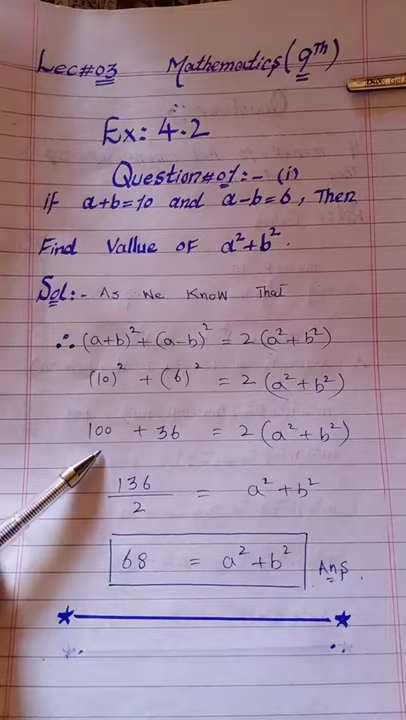 Lec#03 Mathematics (9Th)
Ex: 4.2
Question#01:- (i)
If a+b=10 and a-b=6, Then
Find Vallue of a²+b².
Sol:- As We Know That
∴ (a+b)² + (a-b)² = 2(a²+b²)
(10)² + (6)² = 2(a²+b²)
100 + 36 = 2(a²+b²)
136/2 = a²+b²
68 = a²+b² Ans.